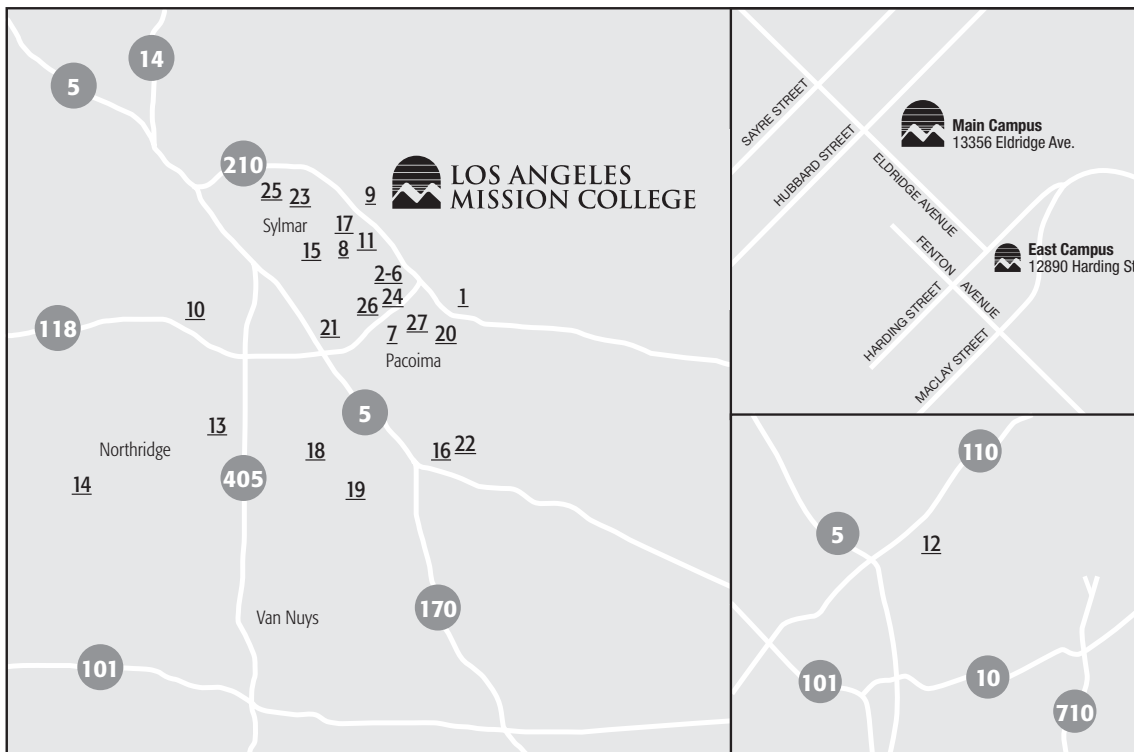 14
5
210
LOS ANGELES
MISSION COLLEGE
25
23
9
Sylmar
17
15
8
11
2-6
24
1
10
26
118
21
7
27
20
Pacoima
5
13
Northridge
18
16
22
14
405
19
170
Van Nuys
101
SAYRE STREET
HUBBARD STREET
Main Campus
13356 Eldridge Ave.
ELDRIDGE AVENUE
FENTON AVENUE
East Campus
12890 Harding St
HARDING STREET
MACLAY STREET
110
5
12
101
10
710